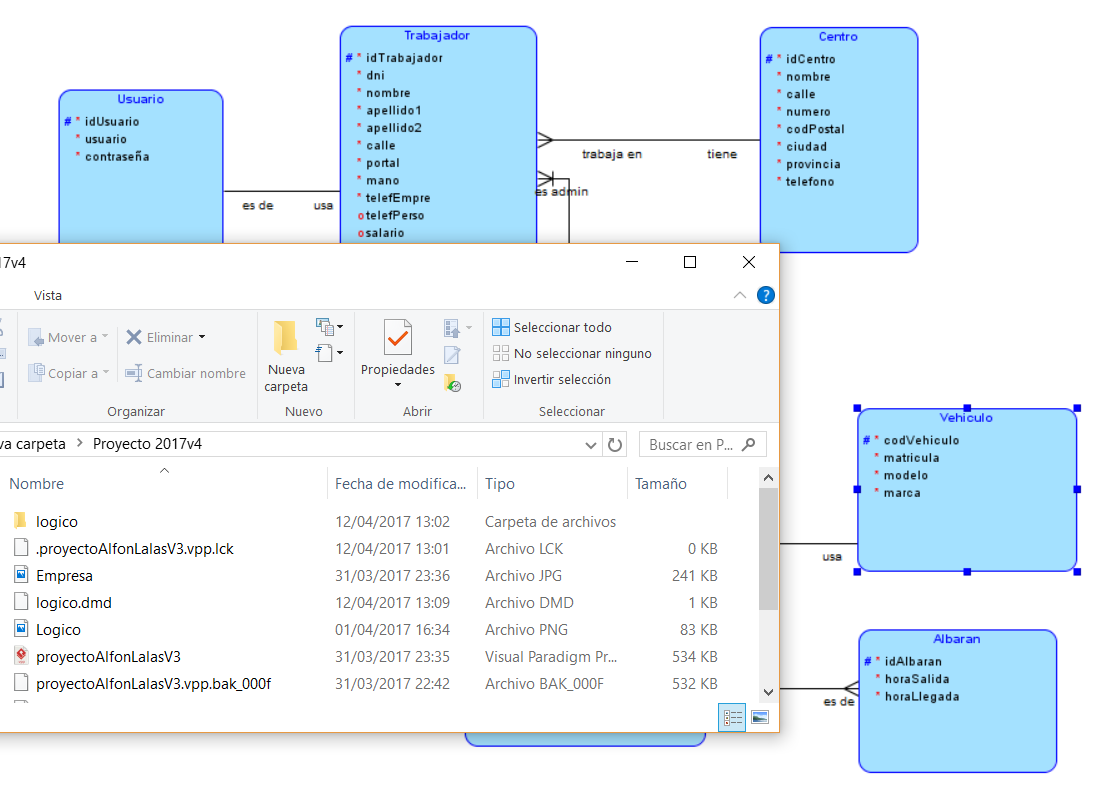 Trabajador
# * idTrabajador
* dni
* nombre
* apellido1
* apellido2
* calle
* portal
* mano
* telefEmpre
o telefPerso
o salario
Centro
# * idCentro
* nombre
* calle
* numero
* codPostal
* ciudad
* provincia
* telefono
Usuario
# * idUsuario
* usuario
* contraseña
es de
usa
trabaja en
tiene
es admin
17v4
Vista
?
Mover a
Copiar a
Eliminar
Cambiar nombre
Organizar
Nueva
carpeta
Nuevo
Propiedades
Abrir
Seleccionar todo
No seleccionar ninguno
Invertir selección
Seleccionar
va carpeta > Proyecto 2017v4
Buscar en P...
Nombre Fecha de modifica... Tipo Tamaño
logico 12/04/2017 13:02 Carpeta de archivos
.proyectoAlfonLalasV3.vpp.lck 12/04/2017 13:01 Archivo LCK 0 KB
Empresa 31/03/2017 23:36 Archivo JPG 241 KB
logico.dmd 12/04/2017 13:09 Archivo DMD 1 KB
Logico 01/04/2017 16:34 Archivo PNG 83 KB
proyectoAlfonLalasV3 31/03/2017 23:35 Visual Paradigm Pr... 534 KB
proyectoAlfonLalasV3.vpp.bak_000f 31/03/2017 22:42 Archivo BAK_000F 532 KB
Vehiculo
# * codVehiculo
* matricula
* modelo
* marca
usa
Albaran
# * idAlbaran
* horaSalida
* horaLlegada
es de